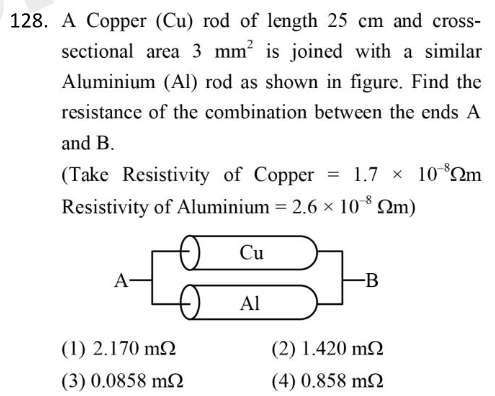 128. A Copper (Cu) rod of length 25 cm and cross-
sectional area 3 mm² is joined with a similar
Aluminium (Al) rod as shown in figure. Find the
resistance of the combination between the ends A
and B.
(Take Resistivity of Copper = 1.7 × 10⁻⁸Ωm
Resistivity of Aluminium = 2.6 × 10⁻⁸ Ωm)
Cu
A
B
Al
(1) 2.170 mΩ (2) 1.420 mΩ
(3) 0.0858 mΩ (4) 0.858 mΩ